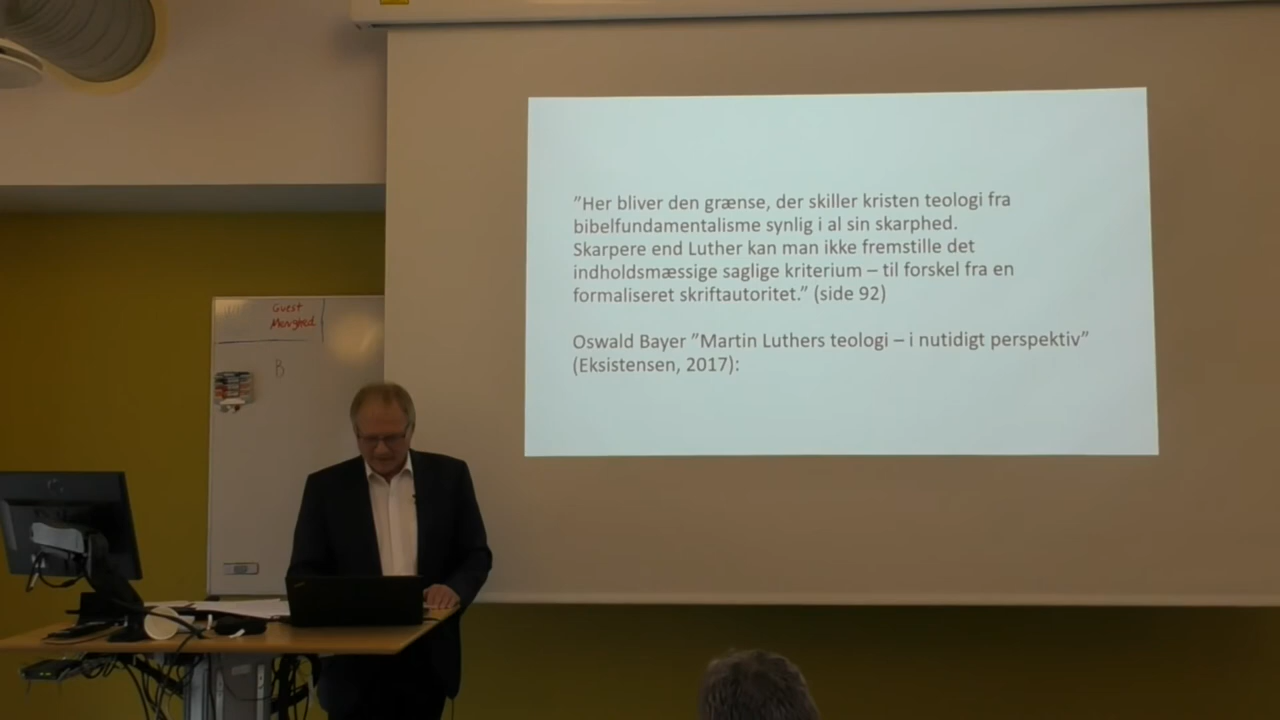 ”Her bliver den grænse, der skiller kristen teologi fra
bibelfundamentalisme synlig i al sin skarphed.
Skarpere end Luther kan man ikke fremstille det
indholdsmæssige saglige kriterium – til forskel fra en
formaliseret skriftautoritet.” (side 92)
Oswald Bayer ”Martin Luthers teologi – i nutidigt perspektiv”
(Eksistensen, 2017):
Guest
B